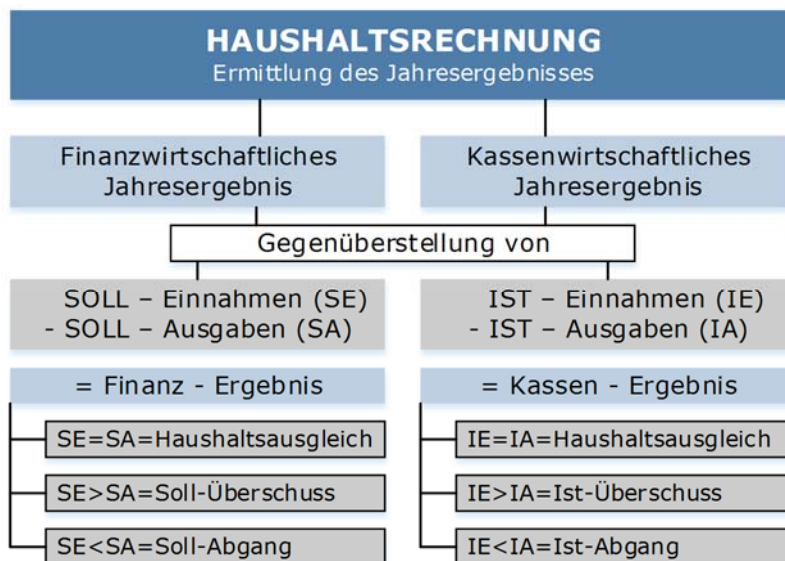 HAUSHALTSRECHNUNG
Ermittlung des Jahresergebnisses
Finanzwirtschaftliches
Jahresergebnis
Kassenwirtschaftliches
Jahresergebnis
Gegenüberstellung von
SOLL – Einnahmen (SE)
- SOLL – Ausgaben (SA)
IST – Einnahmen (IE)
- IST – Ausgaben (IA)
= Finanz - Ergebnis
= Kassen - Ergebnis
SE=SA=Haushaltsausgleich
SE>SA=Soll-Überschuss
SE<SA=Soll-Abgang
IE=IA=Haushaltsausgleich
IE>IA=Ist-Überschuss
IE<IA=Ist-Abgang